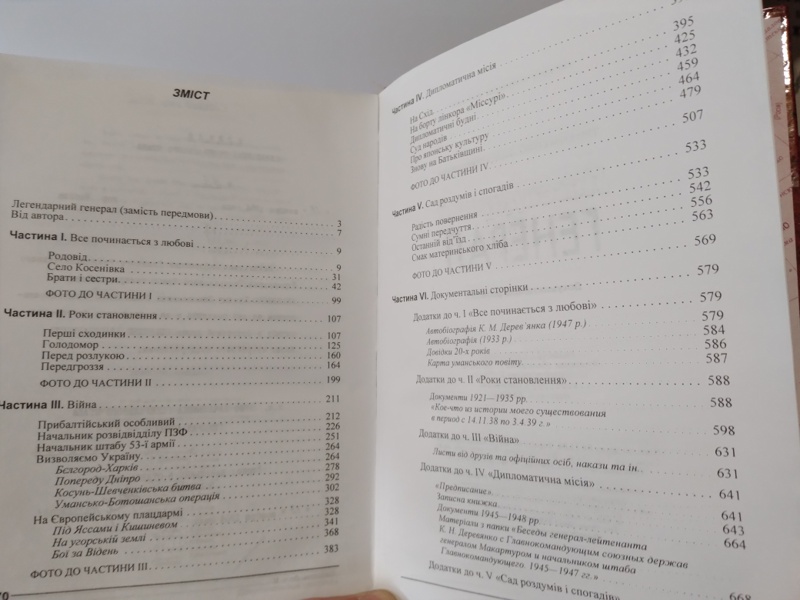 ЗМІСТ
Легендарний генерал (замість передмови) 3
Від автора 7
Частина І. Все починається з любові 9
Родовід 9
Село Косенівка 31
Брати і сестри 42
ФОТО ДО ЧАСТИНИ І 99
Частина ІІ. Роки становлення 107
Перші сходинки 107
Голодомор 125
Перед розлукою 160
Передгроззя 164
ФОТО ДО ЧАСТИНИ ІІ 199
Частина ІІІ. Війна 211
Прибалтійський особливий 212
Начальник розвідвідділу ПЗФ 226
Начальник штабу 53-ї армії 251
Визволяємо Україну 264
Бєлгород-Харків 264
Попереду Дніпро 278
Косунь-Шевченківська битва 292
Умансько-Ботошанська операція 302
На Європейському плацдармі 328
Під Яссами і Кишиневом 328
На угорській землі 341
Бої за Відень 368
ФОТО ДО ЧАСТИНИ ІІІ 383
Частина IV. Дипломатична місія 395
На Схід 395
На борту лінкора «Міссурі» 425
Дипломатичні будні 432
Суд народів 459
Про японську культуру 464
Знову на Батьківщині 479
ФОТО ДО ЧАСТИНИ IV 507
Частина V. Сад роздумів і спогадів 533
Радість повернення 533
Сумні передчуття 542
Останній від'їзд 556
Смак материнського хліба 563
ФОТО ДО ЧАСТИНИ V 569
Частина VI. Документальні сторінки 579
Додатки до ч. І «Все починається з любові» 579
Автобіографія К. М. Дерев'янка (1947 р.) 579
Автобіографія (1933 р.) 584
Довідки 20-х років 586
Карта уманського повіту 587
Додатки до ч. ІІ «Роки становлення» 588
Документи 1921—1935 рр. 588
«Кое-что из истории моего существования
в период с 14.11.38 по 3.4.39 г.» 598
Додатки до ч. ІІІ «Війна» 631
Листи від друзів та офіційних осіб, накази та ін. 631
Додатки до ч. IV «Дипломатична місія» 641
«Предписание» 641
Записна книжка 643
Документи 1945—1948 рр. 664
Матеріали з папки «Беседы генерал-лейтенанта
К. Н. Деревянко с Главнокомандующим союзных держав
генералом Макартуром и начальником штаба
Главнокомандующего 1945—1947 гг.» 668
Додатки до ч. V «Сад роздумів і спогадів»